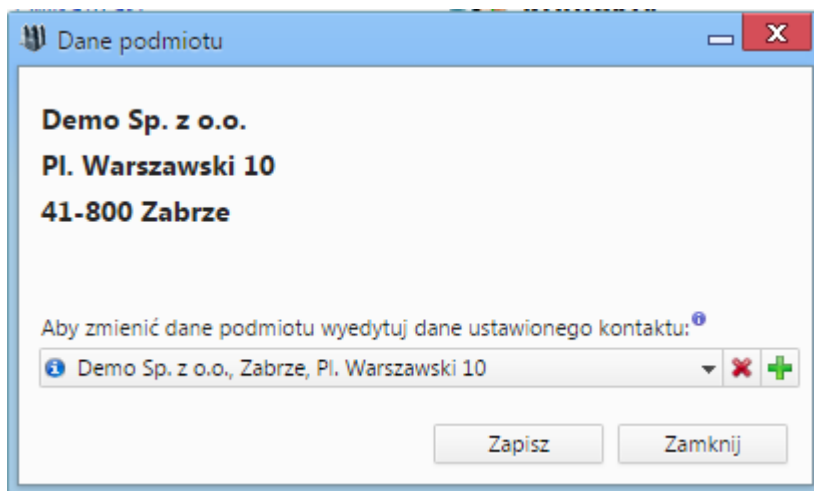 Dane podmiotu
Demo Sp. z o.o.
Pl. Warszawski 10
41-800 Zabrze
Aby zmienić dane podmiotu wyedytuj dane ustawionego kontaktu:
Demo Sp. z o.o., Zabrze, Pl. Warszawski 10
Zapisz Zamknij